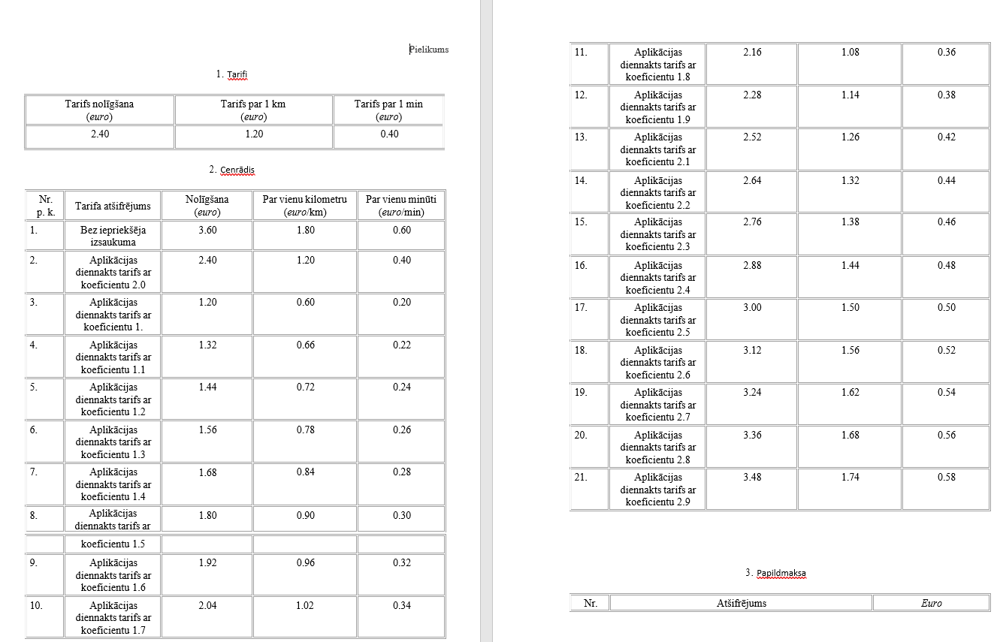 Pielikums
1. Tarifi
Tarifs nolīgšana
(euro)
Tarifs par 1 km
(euro)
Tarifs par 1 min
(euro)
2.40 1.20 0.40
2. Cenrādis
Nr.
p. k.
Tarifa atšifrējums
Nolīgšana
(euro)
Par vienu kilometru
(euro/km)
Par vienu minūti
(euro/min)
1. Bez iepriekšēja 3.60 1.80 0.60
izsaukuma
2. Aplikācijas 2.40 1.20 0.40
diennakts tarifs ar
koeficientu 2.0
3. Aplikācijas 1.20 0.60 0.20
diennakts tarifs ar
koeficientu 1.
4. Aplikācijas 1.32 0.66 0.22
diennakts tarifs ar
koeficientu 1.1
5. Aplikācijas 1.44 0.72 0.24
diennakts tarifs ar
koeficientu 1.2
6. Aplikācijas 1.56 0.78 0.26
diennakts tarifs ar
koeficientu 1.3
7. Aplikācijas 1.68 0.84 0.28
diennakts tarifs ar
koeficientu 1.4
8. Aplikācijas 1.80 0.90 0.30
diennakts tarifs ar
koeficientu 1.5
9. Aplikācijas 1.92 0.96 0.32
diennakts tarifs ar
koeficientu 1.6
10. Aplikācijas 2.04 1.02 0.34
diennakts tarifs ar
koeficientu 1.7
11. Aplikācijas 2.16 1.08 0.36
diennakts tarifs ar
koeficientu 1.8
12. Aplikācijas 2.28 1.14 0.38
diennakts tarifs ar
koeficientu 1.9
13. Aplikācijas 2.52 1.26 0.42
diennakts tarifs ar
koeficientu 2.1
14. Aplikācijas 2.64 1.32 0.44
diennakts tarifs ar
koeficientu 2.2
15. Aplikācijas 2.76 1.38 0.46
diennakts tarifs ar
koeficientu 2.3
16. Aplikācijas 2.88 1.44 0.48
diennakts tarifs ar
koeficientu 2.4
17. Aplikācijas 3.00 1.50 0.50
diennakts tarifs ar
koeficientu 2.5
18. Aplikācijas 3.12 1.56 0.52
diennakts tarifs ar
koeficientu 2.6
19. Aplikācijas 3.24 1.62 0.54
diennakts tarifs ar
koeficientu 2.7
20. Aplikācijas 3.36 1.68 0.56
diennakts tarifs ar
koeficientu 2.8
21. Aplikācijas 3.48 1.74 0.58
diennakts tarifs ar
koeficientu 2.9
3. Papildmaksa
Nr. Atšifrējums Euro